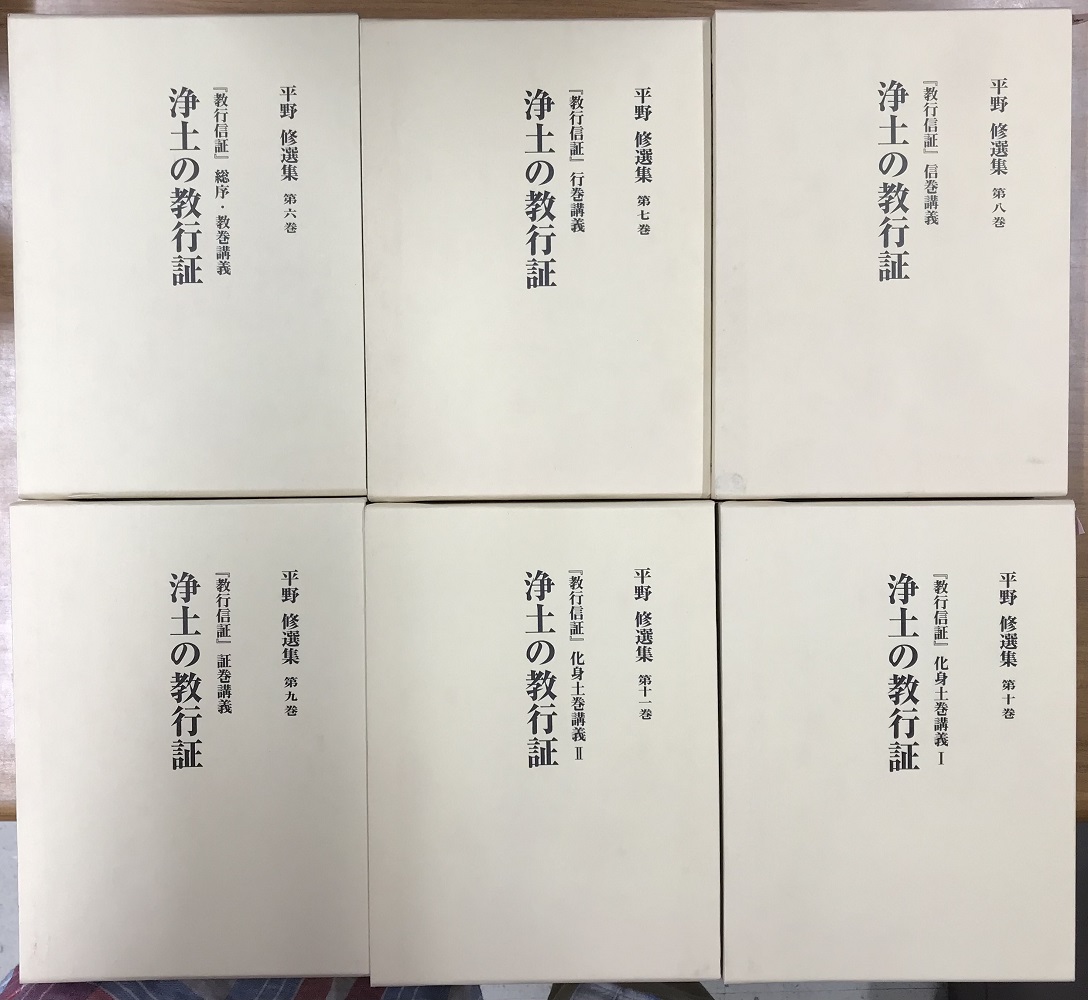 平野 修選集 第六巻
『教行信証』 総序・教巻講義
浄土の教行証
平野 修選集 第七巻
『教行信証』 行巻講義
浄土の教行証
平野 修選集 第八巻
『教行信証』 信巻講義
浄土の教行証
平野 修選集 第九巻
『教行信証』 証巻講義
浄土の教行証
平野 修選集 第十一巻
『教行信証』 化身土巻講義 Ⅱ
浄土の教行証
平野 修選集 第十巻
『教行信証』 化身土巻講義 Ⅰ
浄土の教行証